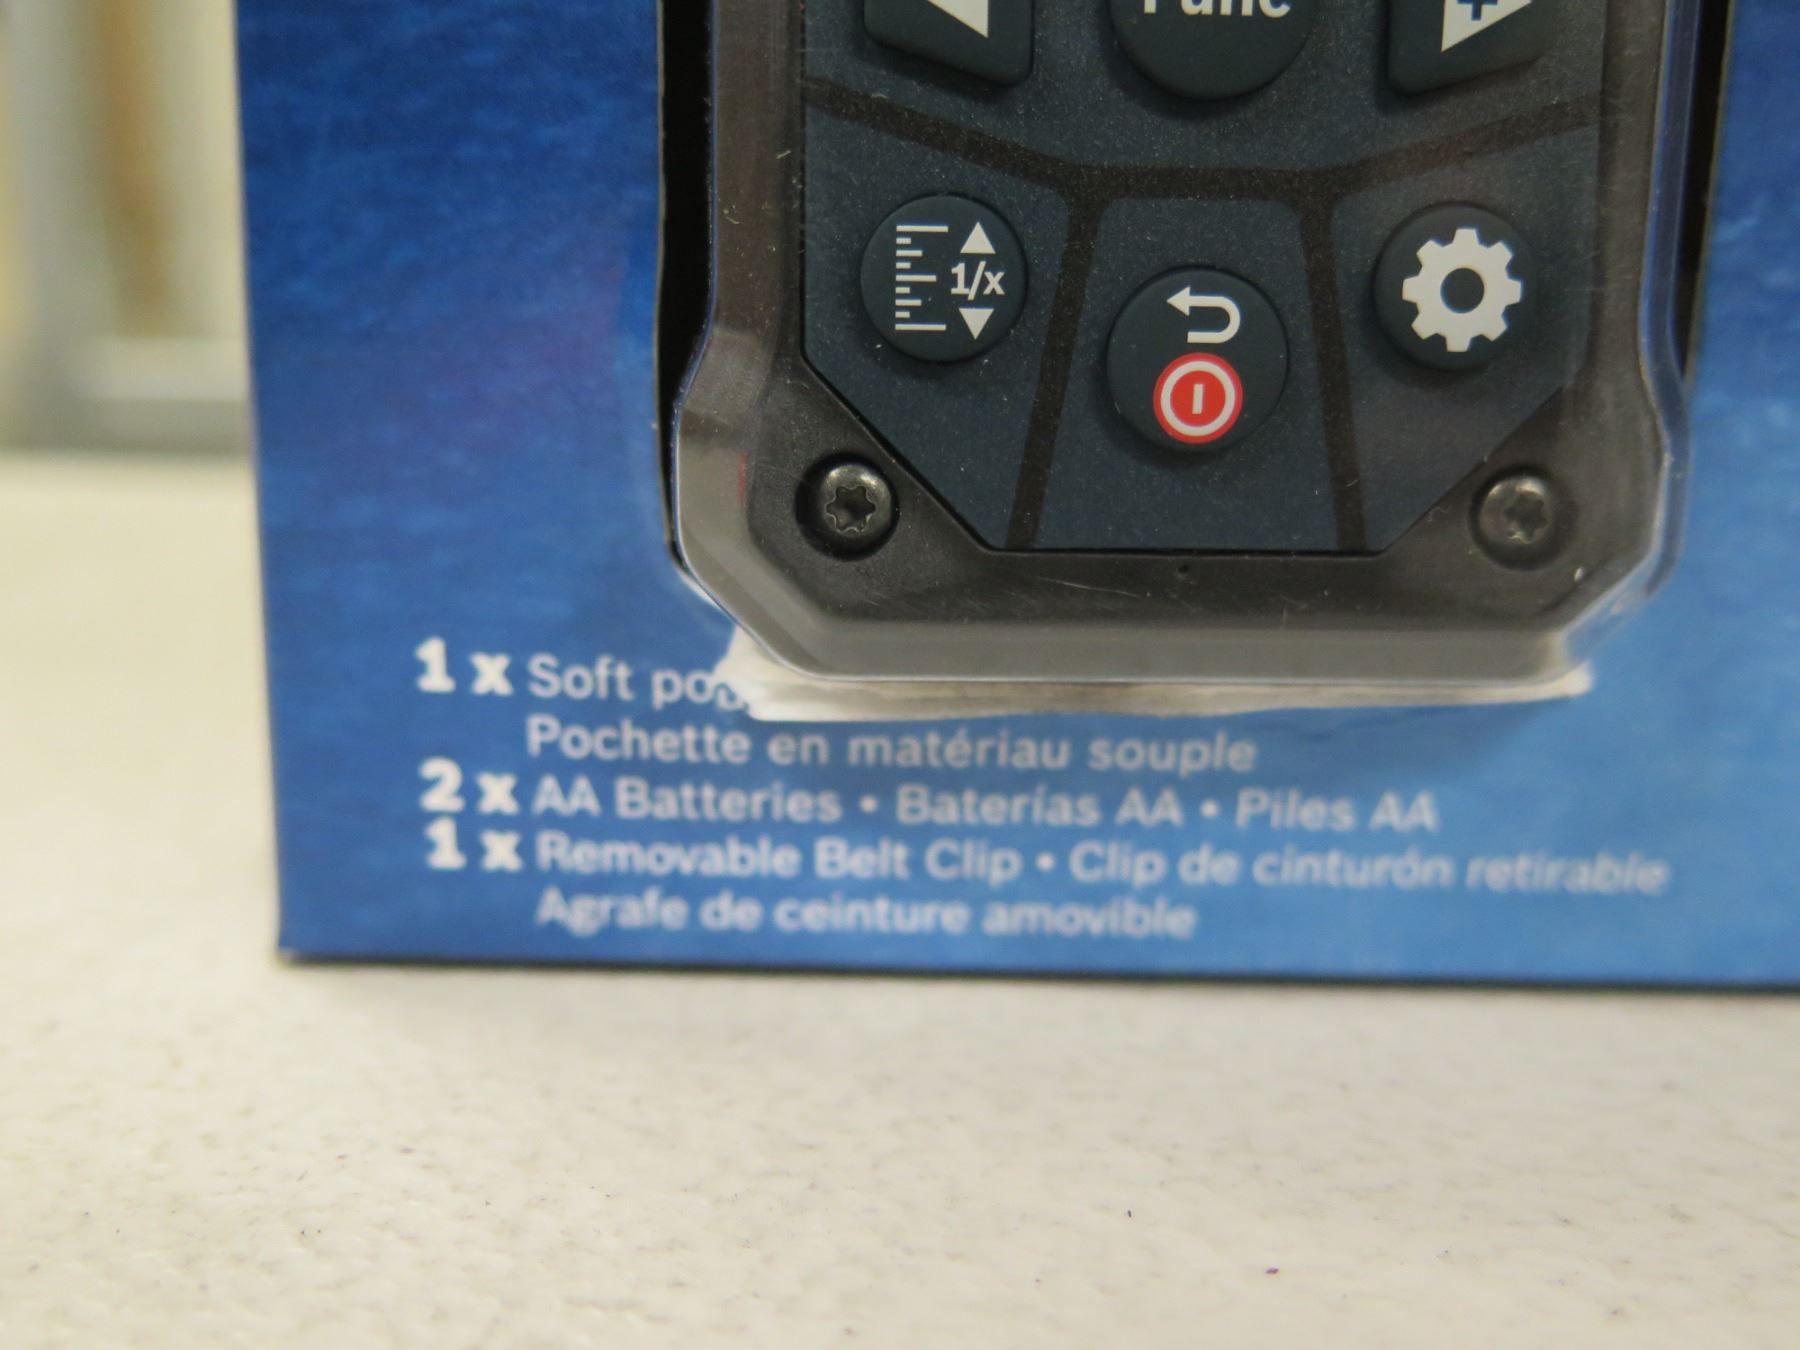 Func
1/x
1 x Soft
Pochette en matériau souple
2 x AA Batteries • Baterías AA • Piles AA
1 x Removable Belt Clip • Clip de cinturón retirable
Agrafe de ceinture amovible